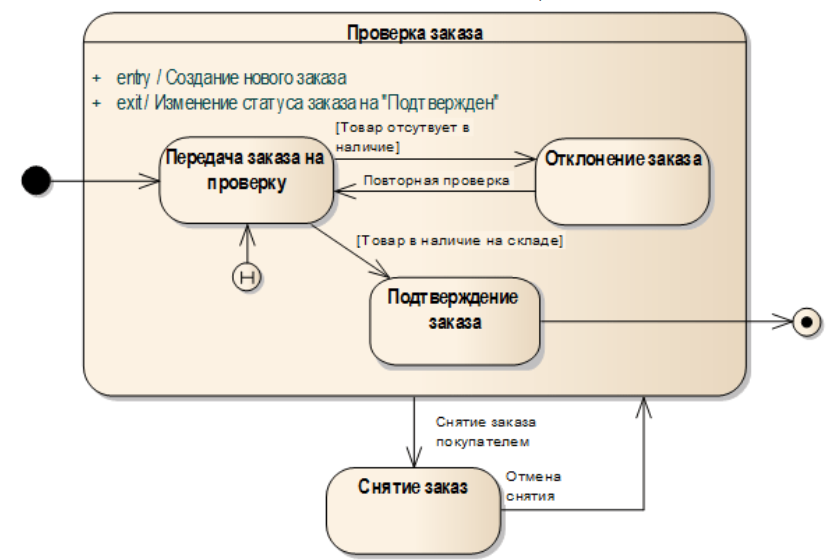 Проверка заказа
+ entry / Создание нового заказа
+ exit / Изменение статуса заказа на "Подтвержден"
[Товар отсутвует в
наличие]
Передача заказа на
проверку
Отклонение заказа
Повторная проверка
[Товар в наличие на складе]
H
Подтверждение
заказа
Снятие заказа
покупателем
Снятие заказ
Отмена
снятия